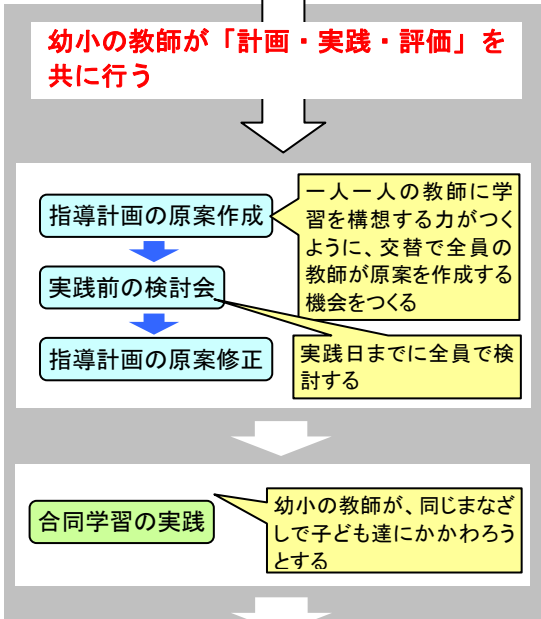 幼小の教師が「計画・実践・評価」を
共に行う
指導計画の原案作成
一人一人の教師に学
習を構想する力がつく
ように、交替で全員の
教師が原案を作成する
機会をつくる
実践前の検討会
指導計画の原案修正
実践日までに全員で検
討する
合同学習の実践
幼小の教師が、同じまなざ
しで子ども達にかかわろう
とする